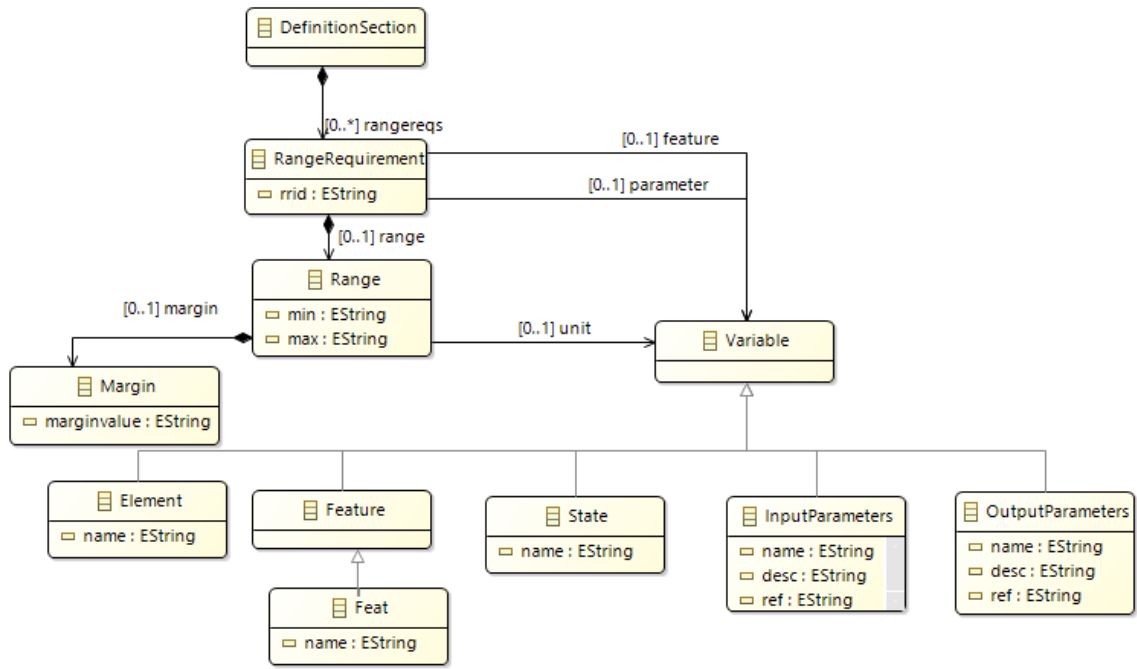 DefinitionSection
[0..*] rangereqs
[0..1] feature
RangeRequirement
rrid : EString
[0..1] parameter
[0..1] range
Range
min : EString
max : EString
[0..1] margin
[0..1] unit
Variable
Margin
marginvalue : EString
Element
name : EString
Feature
State
name : EString
InputParameters
name : EString
desc : EString
ref : EString
OutputParameters
name : EString
desc : EString
ref : EString
Feat
name : EString